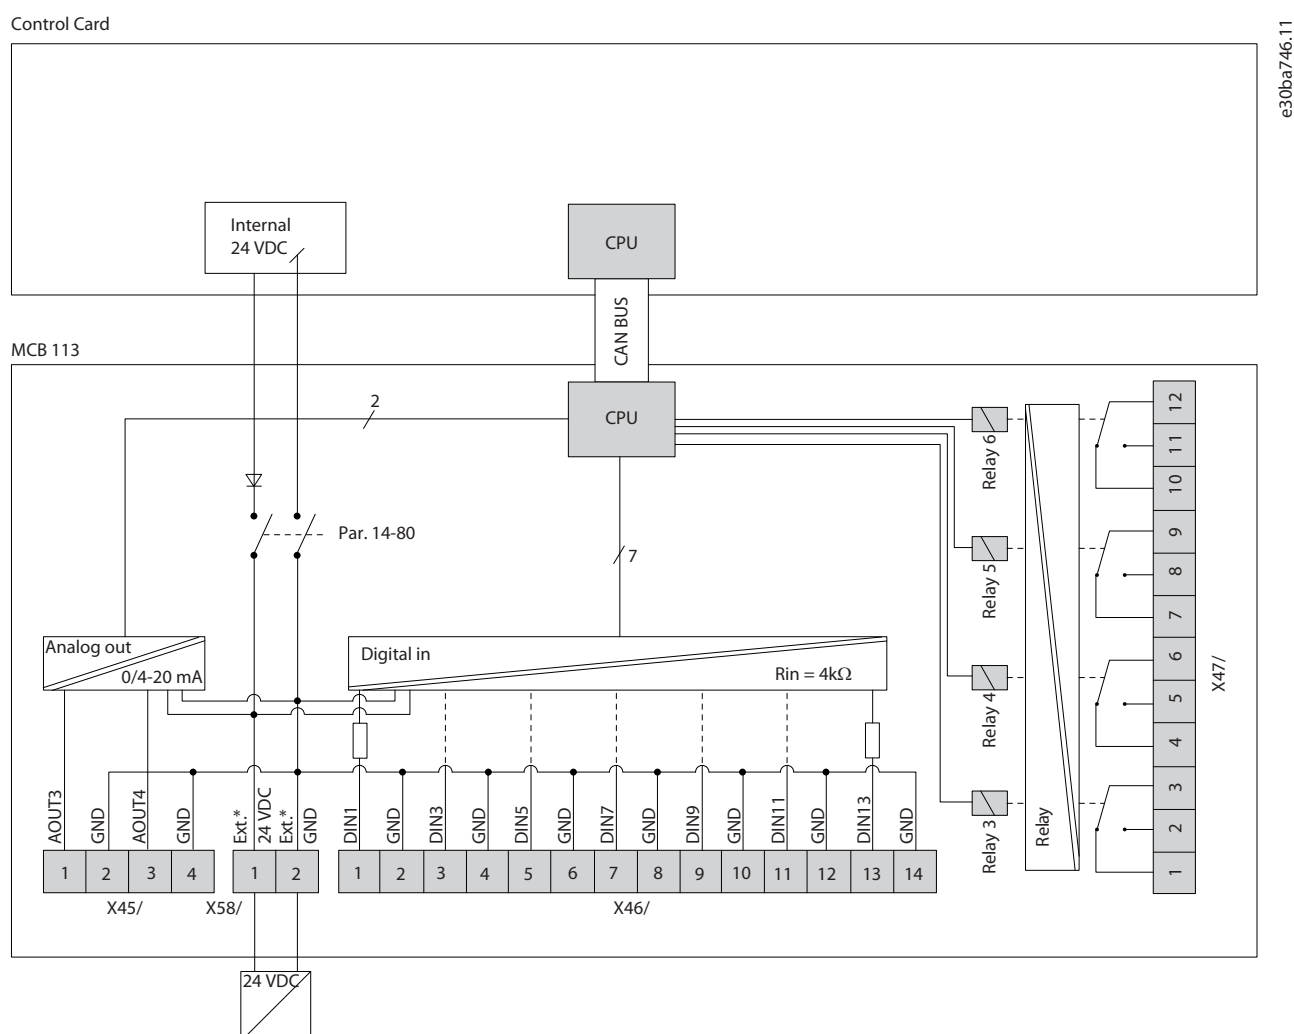 Control Card
e30ba746.11
Internal
24 VDC
CPU
CAN BUS
MCB 113
CPU
2
Par. 14-80
7
Analog out
0/4-20 mA
Digital in
Rin = 4kΩ
Relay 6
Relay 5
Relay 4
Relay 3
Relay
12
11
10
9
8
7
6
5
4
3
2
1
X47/
AOUT3
GND
AOUT4
GND
Ext.*
24 VDC
Ext.*
GND
DIN1
GND
DIN3
GND
DIN5
GND
DIN7
GND
DIN9
GND
DIN11
GND
DIN13
GND
1 2 3 4
1 2
1 2 3 4 5 6 7 8 9 10 11 12 13 14
X45/
X58/
X46/
24 VDC